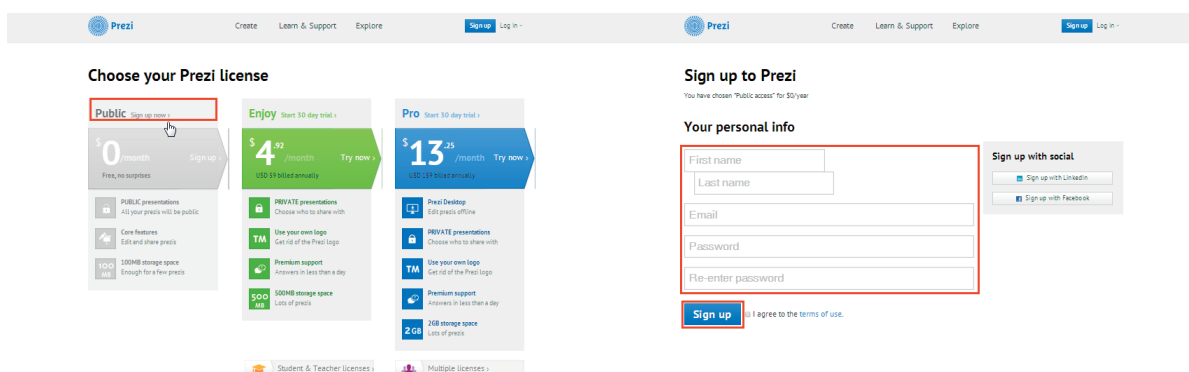 Prezi
Create Learn & Support Explore
Sign up Log in
Choose your Prezi license
Public Sign up now ›
$0/month Sign up ›
Free, no surprises
PUBLIC presentations
All your prezis will be public
Core features
Edit and share prezis
100 MB
100MB storage space
Enough for a few prezis
Enjoy Start 30 day trial ›
$4.92 /month Try now ›
USD 59 billed annually
PRIVATE presentations
Choose who to share with
TM
Use your own logo
Get rid of the Prezi logo
Premium support
Answers in less than a day
500 MB
500MB storage space
Lots of prezis
Student & Teacher licenses ›
Pro Start 30 day trial ›
$13.25 /month Try now ›
USD 159 billed annually
Prezi Desktop
Edit prezis offline
PRIVATE presentations
Choose who to share with
TM
Use your own logo
Get rid of the Prezi logo
Premium support
Answers in less than a day
2 GB
2GB storage space
Lots of prezis
Multiple licenses ›
Prezi
Create Learn & Support Explore
Sign up Log in
Sign up to Prezi
You have chosen "Public access" for $0/year
Your personal info
First name
Last name
Email
Password
Re-enter password
Sign up I agree to the terms of use.
Sign up with social
Sign up with LinkedIn
Sign up with Facebook